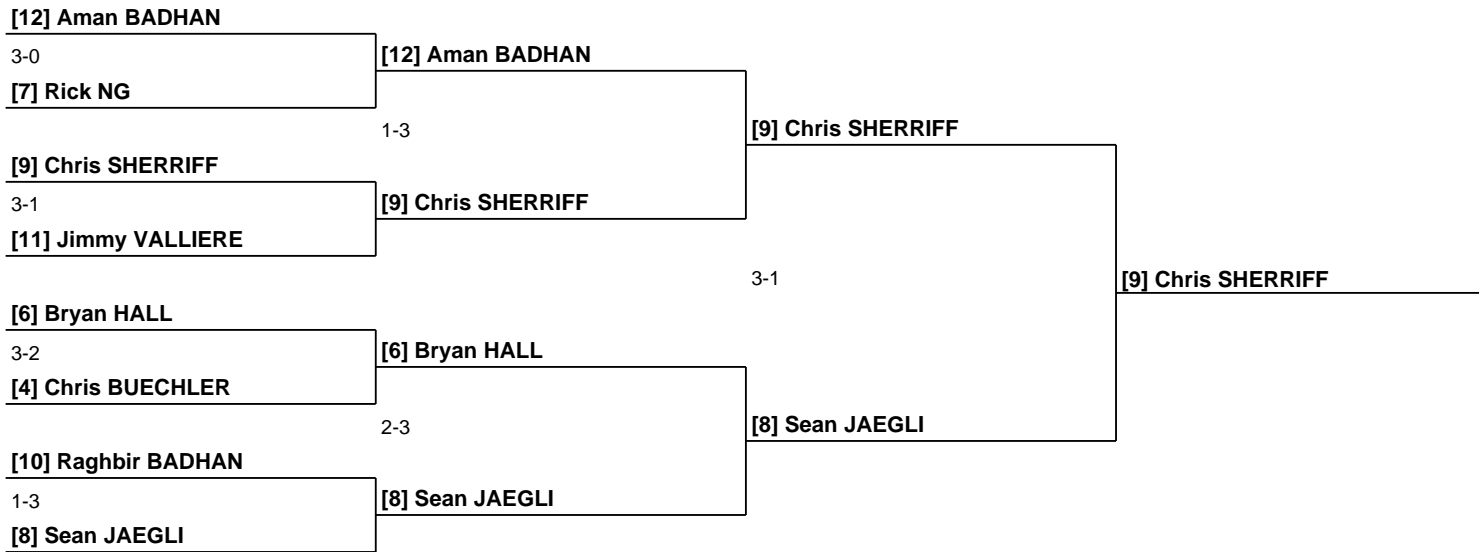 [12] Aman BADHAN
3-0
[12] Aman BADHAN
[7] Rick NG
1-3
[9] Chris SHERRIFF
[9] Chris SHERRIFF
3-1
[9] Chris SHERRIFF
[11] Jimmy VALLIERE
3-1
[9] Chris SHERRIFF
[6] Bryan HALL
3-2
[6] Bryan HALL
[4] Chris BUECHLER
2-3
[8] Sean JAEGLI
[10] Raghbir BADHAN
1-3
[8] Sean JAEGLI
[8] Sean JAEGLI